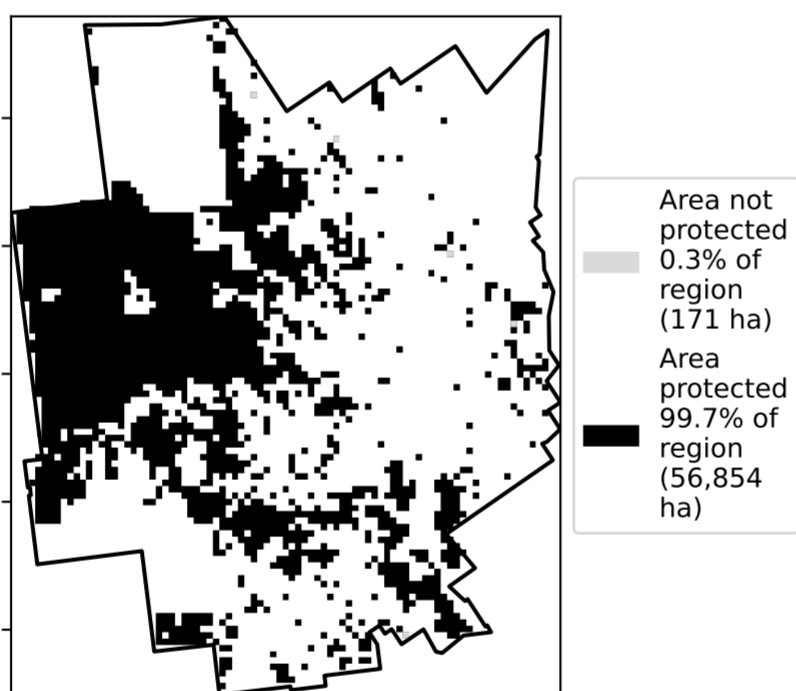 Area not
protected
0.3% of
region
(171 ha)
Area
protected
99.7% of
region
(56,854
ha)